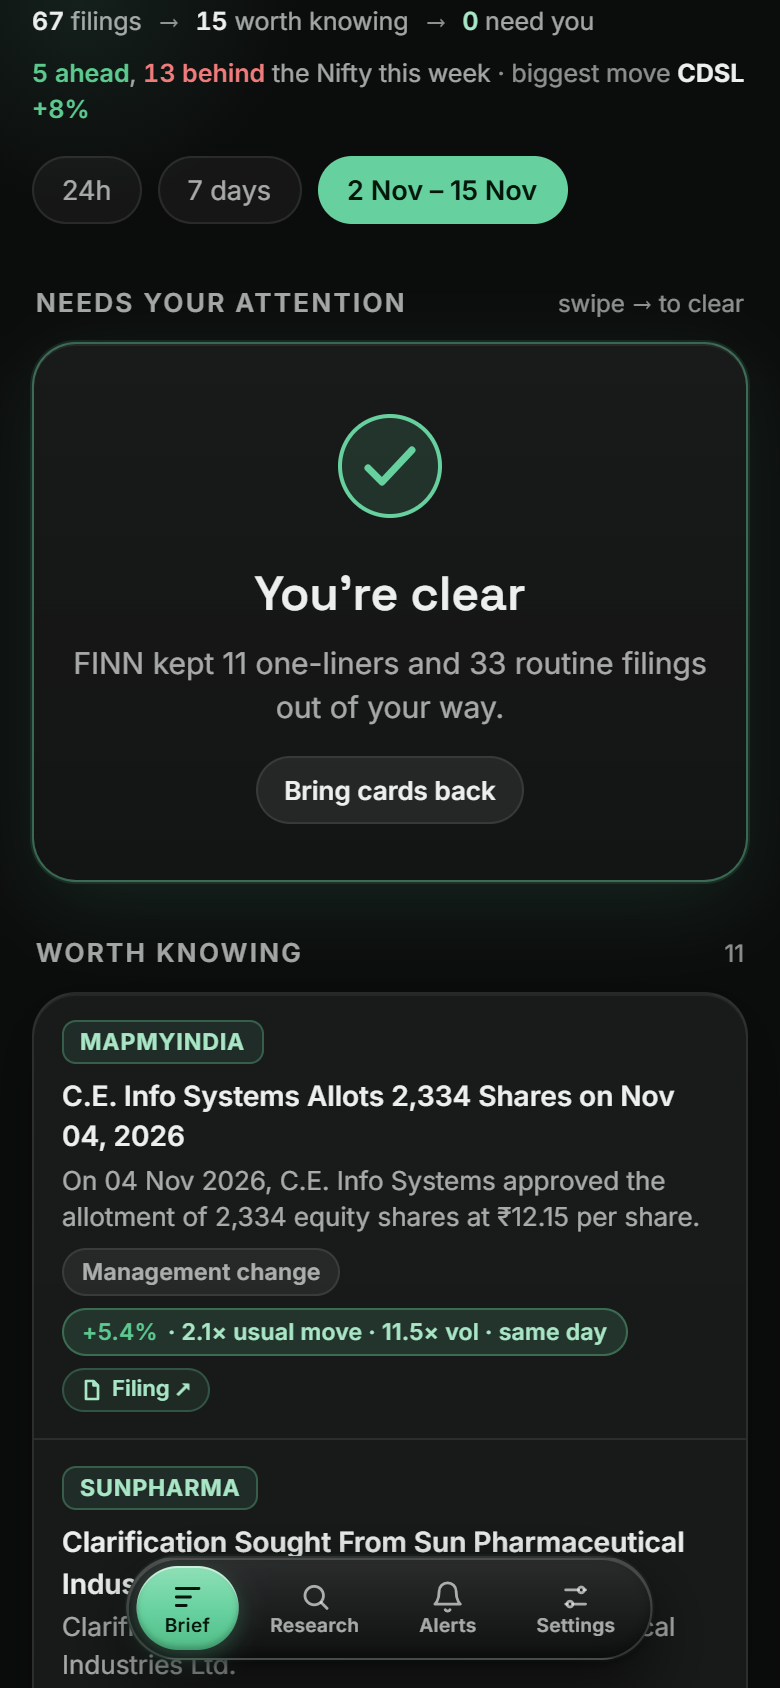 67 filings → 15 worth knowing → 0 need you
5 ahead, 13 behind the Nifty this week · biggest move CDSL
+8%
24h
7 days
2 Nov – 15 Nov
NEEDS YOUR ATTENTION
swipe → to clear
You’re clear
FINN kept 11 one-liners and 33 routine filings
out of your way.
Bring cards back
WORTH KNOWING
11
MAPMYINDIA
C.E. Info Systems Allots 2,334 Shares on Nov
04, 2026
On 04 Nov 2026, C.E. Info Systems approved the
allotment of 2,334 equity shares at ₹12.15 per share.
Management change
+5.4% · 2.1× usual move · 11.5× vol · same day
Filing ↗
SUNPHARMA
Clarification Sought From Sun Pharmaceutical
Industries Ltd.
Brief
Research
Alerts
Settings